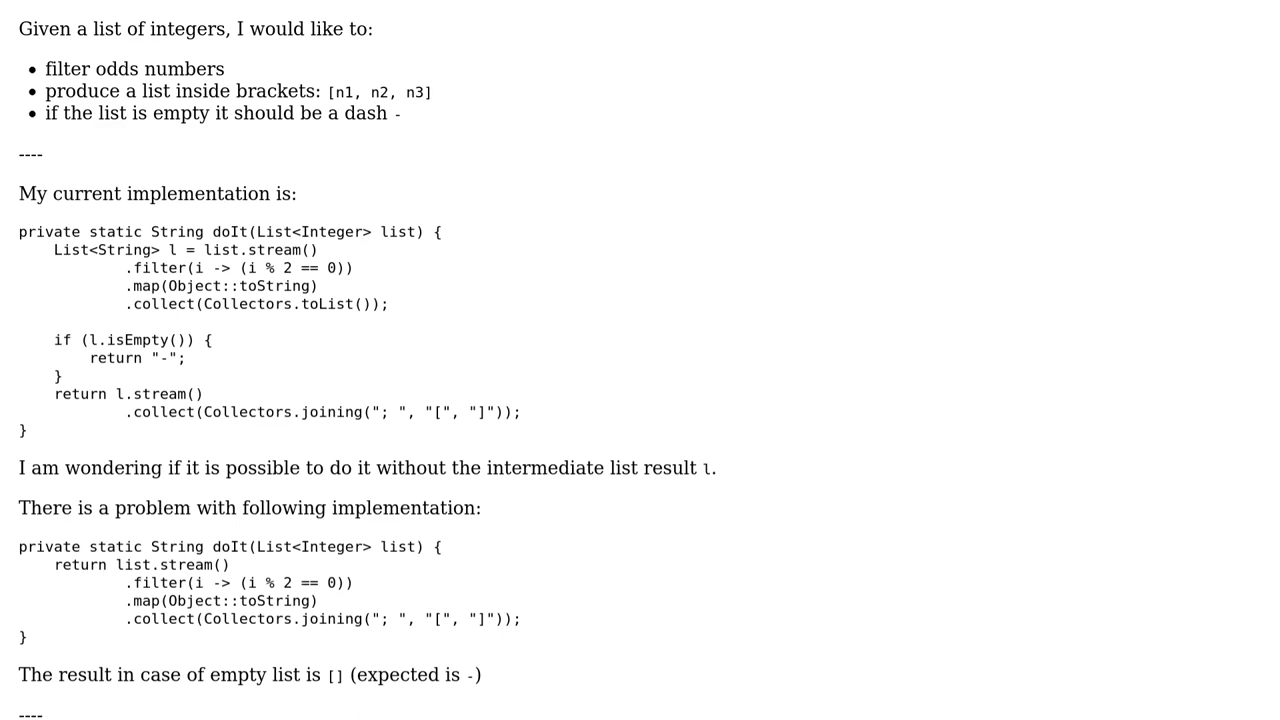 Given a list of integers, I would like to:
• filter odds numbers
• produce a list inside brackets: [n1, n2, n3]
• if the list is empty it should be a dash -
----
My current implementation is:
private static String doIt(List<Integer> list) {
    List<String> l = list.stream()
            .filter(i -> (i % 2 == 0))
            .map(Object::toString)
            .collect(Collectors.toList());

    if (l.isEmpty()) {
        return "-";
    }
    return l.stream()
            .collect(Collectors.joining("; ", "[", "]"));
}
I am wondering if it is possible to do it without the intermediate list result l.
There is a problem with following implementation:
private static String doIt(List<Integer> list) {
    return list.stream()
            .filter(i -> (i % 2 == 0))
            .map(Object::toString)
            .collect(Collectors.joining("; ", "[", "]"));
}
The result in case of empty list is [] (expected is -)
----